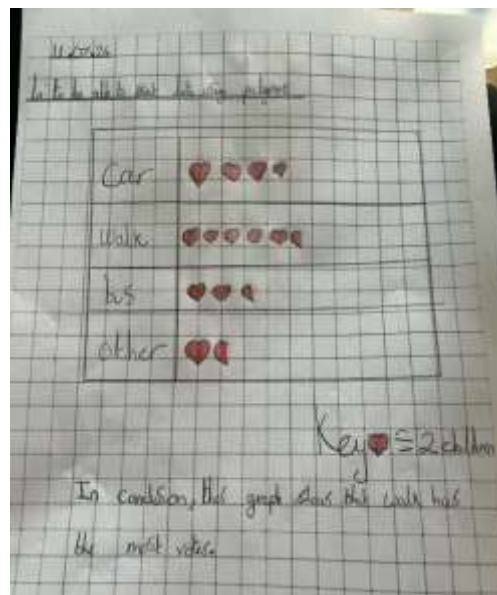 Car
Walk
bus
other
Key = 2 children
In conclusion, this graph shows that walk has
the most votes.